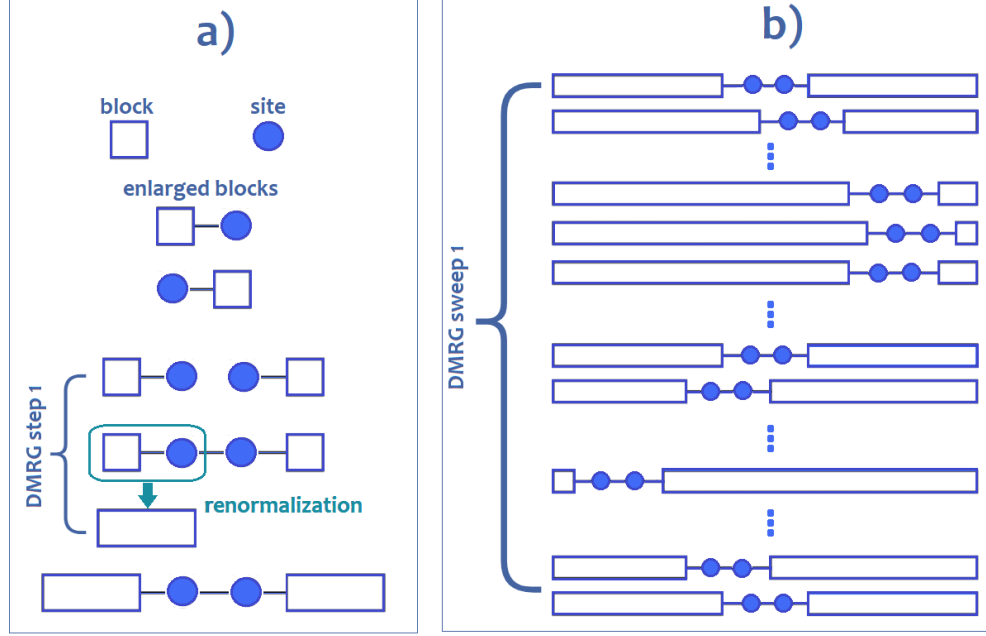 a)
block
site
enlarged blocks
DMRG step 1
renormalization
b)
DMRG sweep 1